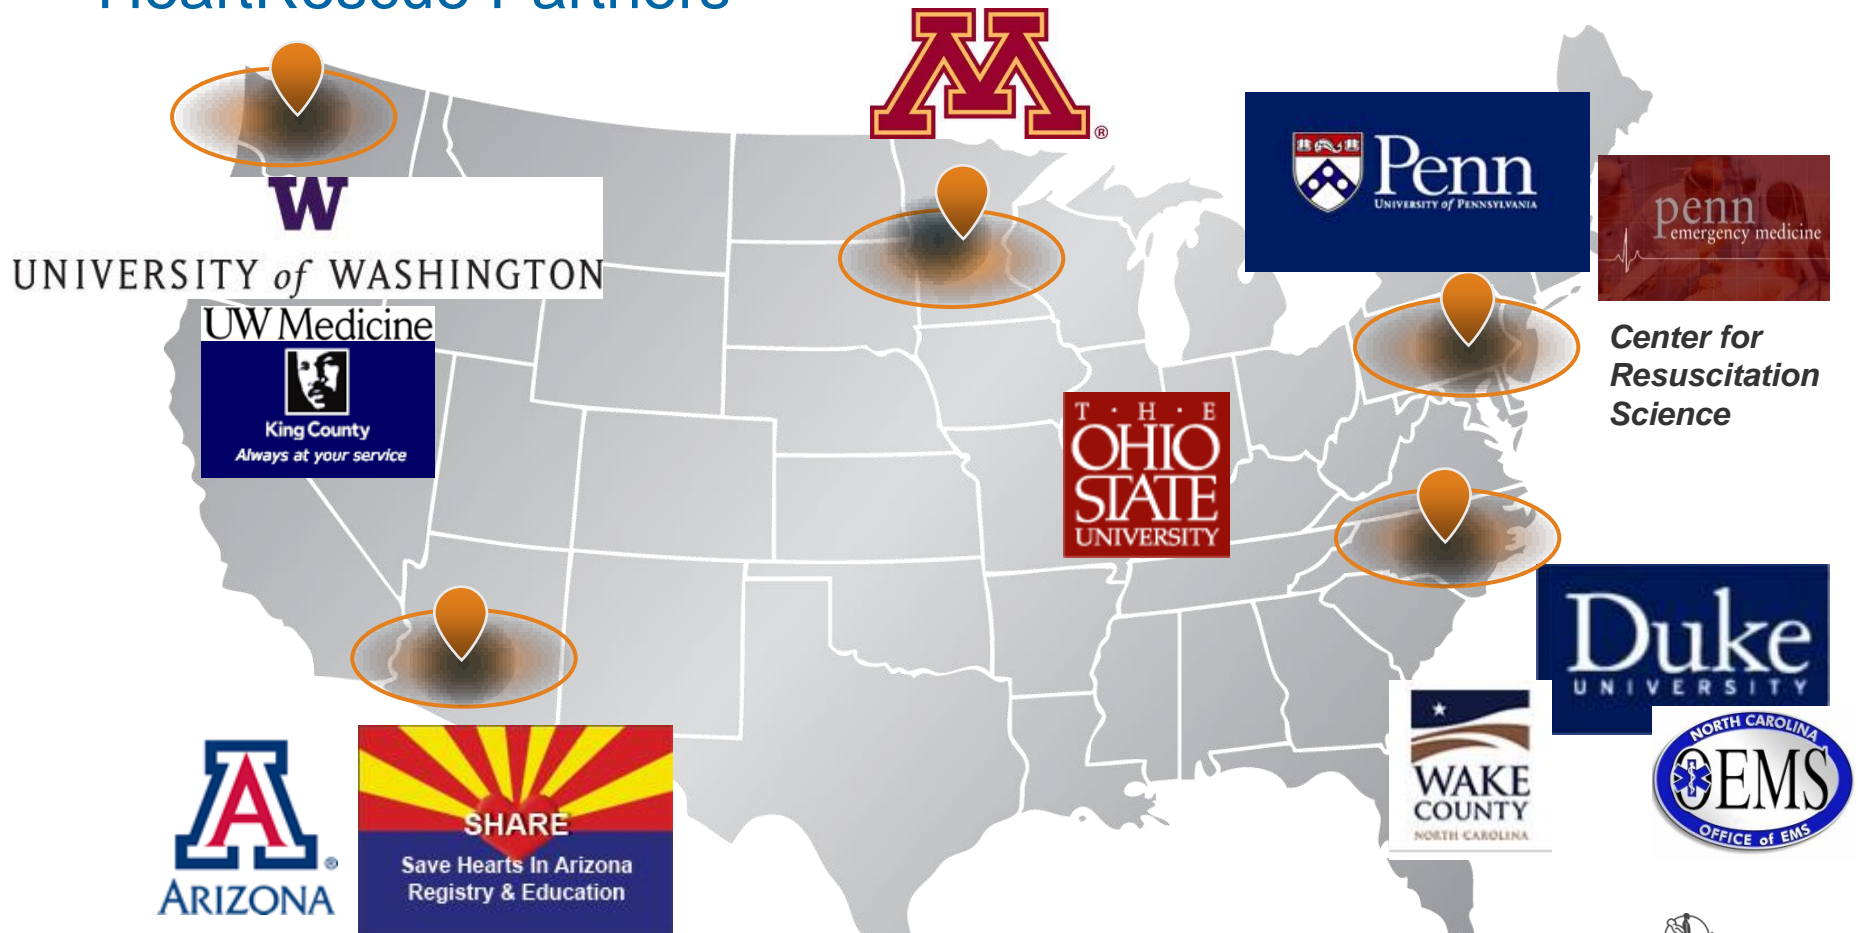 HeartRescue Partners
M
®
W
UNIVERSITY of WASHINGTON
UW Medicine
King County
Always at your service
Penn
UNIVERSITY of PENNSYLVANIA
penn
emergency medicine
Center for
Resuscitation
Science
T · H · E
OHIO
STATE
UNIVERSITY
Duke
UNIVERSITY
WAKE
COUNTY
NORTH CAROLINA
NORTH CAROLINA
OEMS
OFFICE of EMS
A
®
ARIZONA
SHARE
Save Hearts In Arizona
Registry & Education